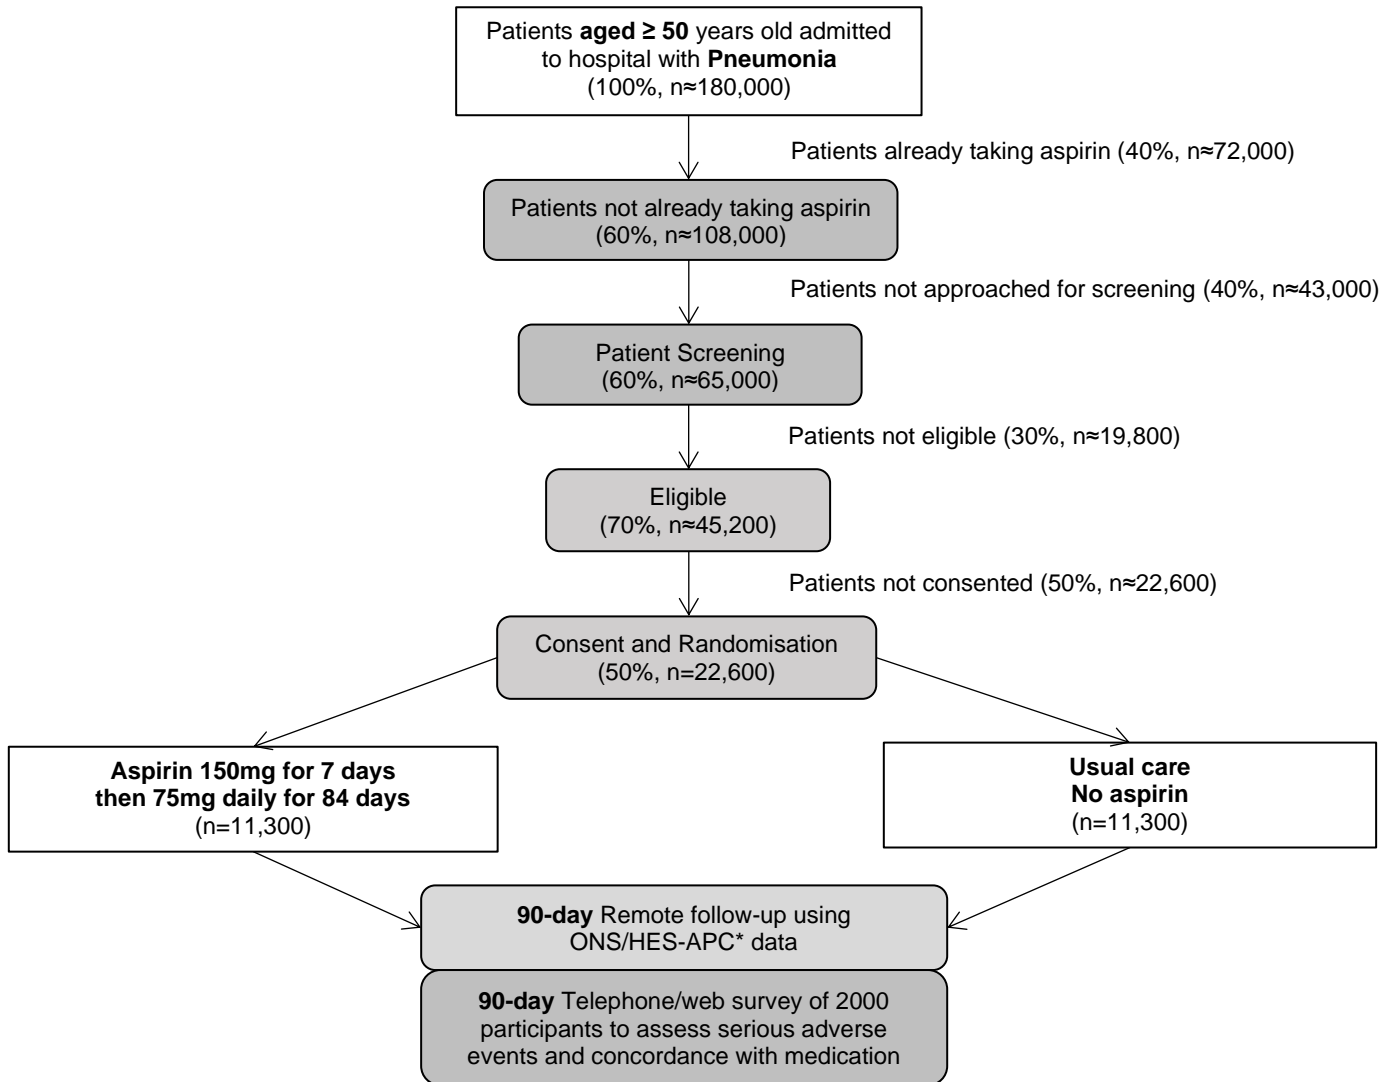 Patients aged ≥ 50 years old admitted
to hospital with Pneumonia
(100%, n≈180,000)
Patients already taking aspirin (40%, n≈72,000)
Patients not already taking aspirin
(60%, n≈108,000)
Patients not approached for screening (40%, n≈43,000)
Patient Screening
(60%, n≈65,000)
Patients not eligible (30%, n≈19,800)
Eligible
(70%, n≈45,200)
Patients not consented (50%, n≈22,600)
Consent and Randomisation
(50%, n=22,600)
Aspirin 150mg for 7 days
then 75mg daily for 84 days
(n=11,300)
Usual care
No aspirin
(n=11,300)
90-day Remote follow-up using
ONS/HES-APC* data
90-day Telephone/web survey of 2000
participants to assess serious adverse
events and concordance with medication